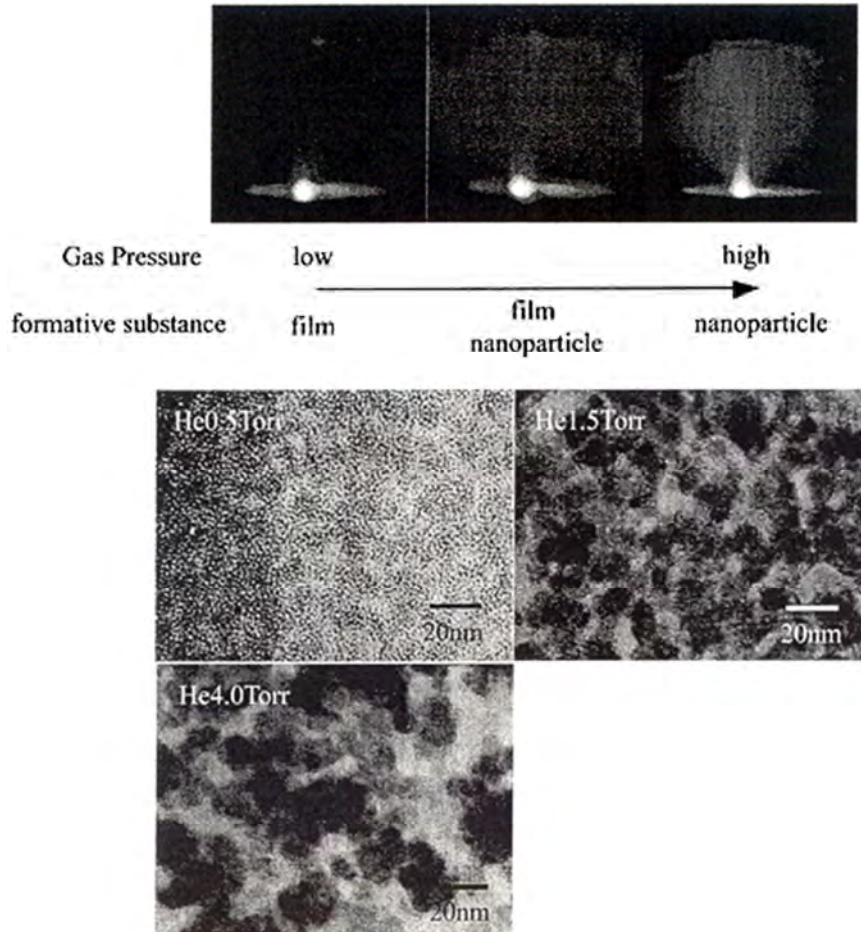 Gas Pressure low high
formative substance film film nanoparticle nanoparticle
He0.5Torr
20nm
He1.5Torr
20nm
He4.0Torr
20nm